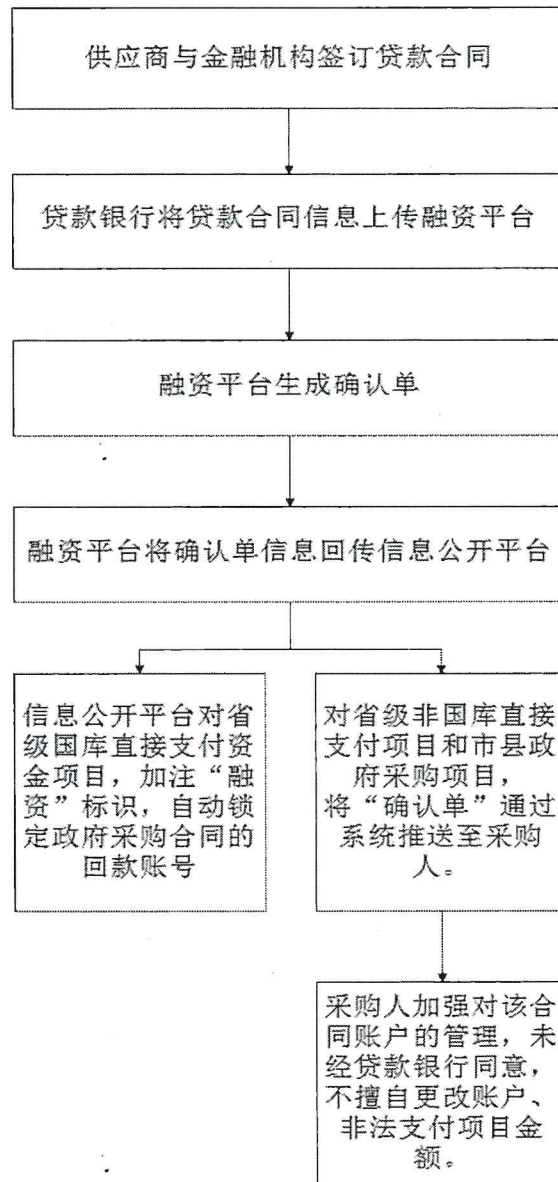 供应商与金融机构签订贷款合同
贷款银行将贷款合同信息上传融资平台
融资平台生成确认单
融资平台将确认单信息回传信息公开平台
信息公开平台对省
级国库直接支付资
金项目，加注“融
资”标识，自动锁
定政府采购合同的
回款账号
对省级非国库直接
支付项目和市县政
府采购项目，
将“确认单”通过
系统推送至采购
人。
采购人加强对该合
同账户的管理，未
经贷款银行同意，
不擅自更改账户、
非法支付项目金
额。